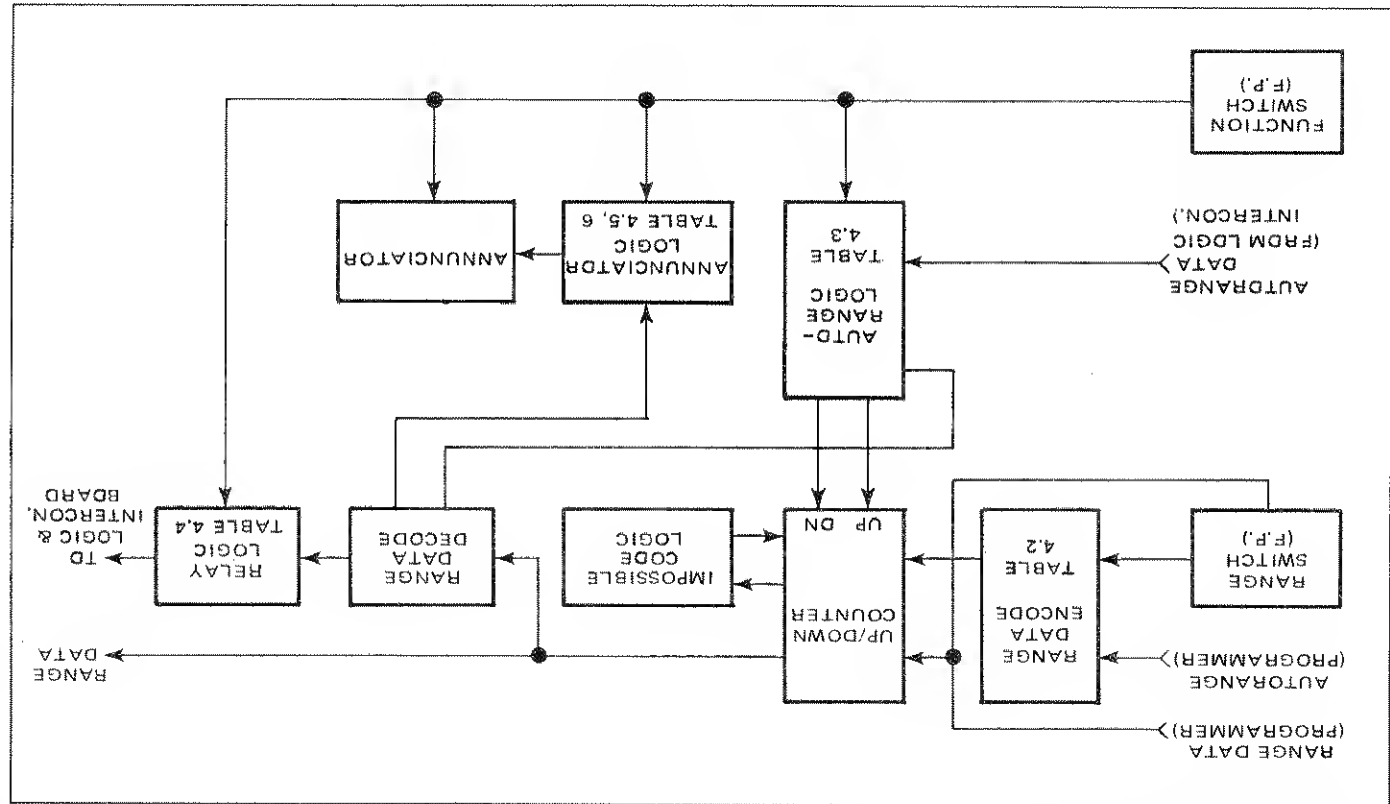 RANGE DATA
(PROGRAMMER)
AUTORANGE
(PROGRAMMER)
RANGE
DATA
ENCODE
TABLE
4.2
RANGE
SWITCH
(F.P.)
UP/DOWN
COUNTER
UP DN
IMPOSSIBLE
CODE
LOGIC
RANGE
DATA
DECODE
RELAY
LOGIC
TABLE 4.4
RANGE
DATA
TO
LOGIC &
INTERCON.
BOARD
AUTO-
RANGE
LOGIC
TABLE
4.3
AUTORANGE
DATA
(FROM LOGIC
INTERCON.)
ANNUNCIATOR
LOGIC
TABLE 4.5, 6
ANNUNCIATOR
FUNCTION
SWITCH
(F.P.)